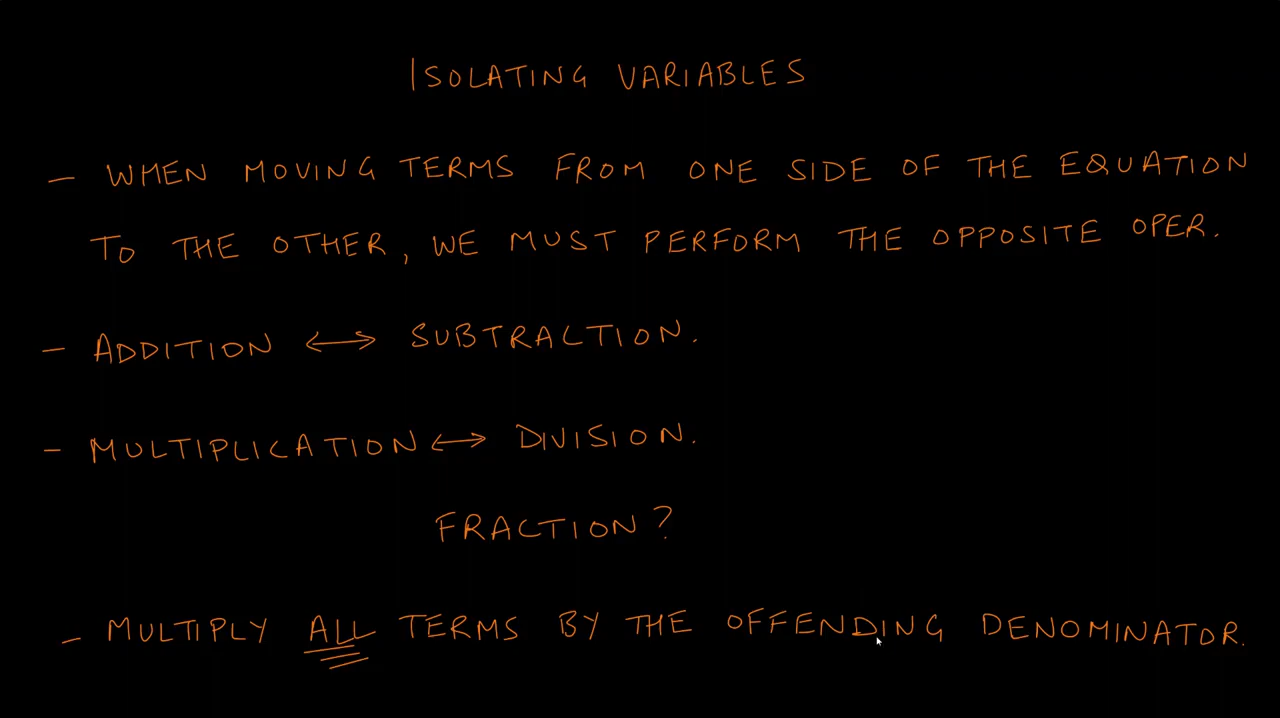 ISOLATING VARIABLES
- WHEN MOVING TERMS FROM ONE SIDE OF THE EQUATION
TO THE OTHER, WE MUST PERFORM THE OPPOSITE OPER.
- ADDITION ↔ SUBTRACTION.
- MULTIPLICATION ↔ DIVISION.
FRACTION?
- MULTIPLY ALL TERMS BY THE OFFENDING DENOMINATOR.